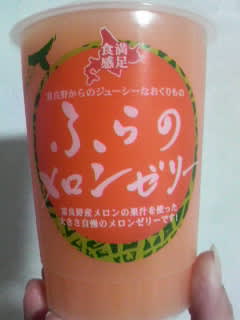 満足
食感
富良野からのジューシーなおくりもの
ふらの
メロンゼリー
富良野産メロンの果汁を使った
大きさ自慢のメロンゼリーです!